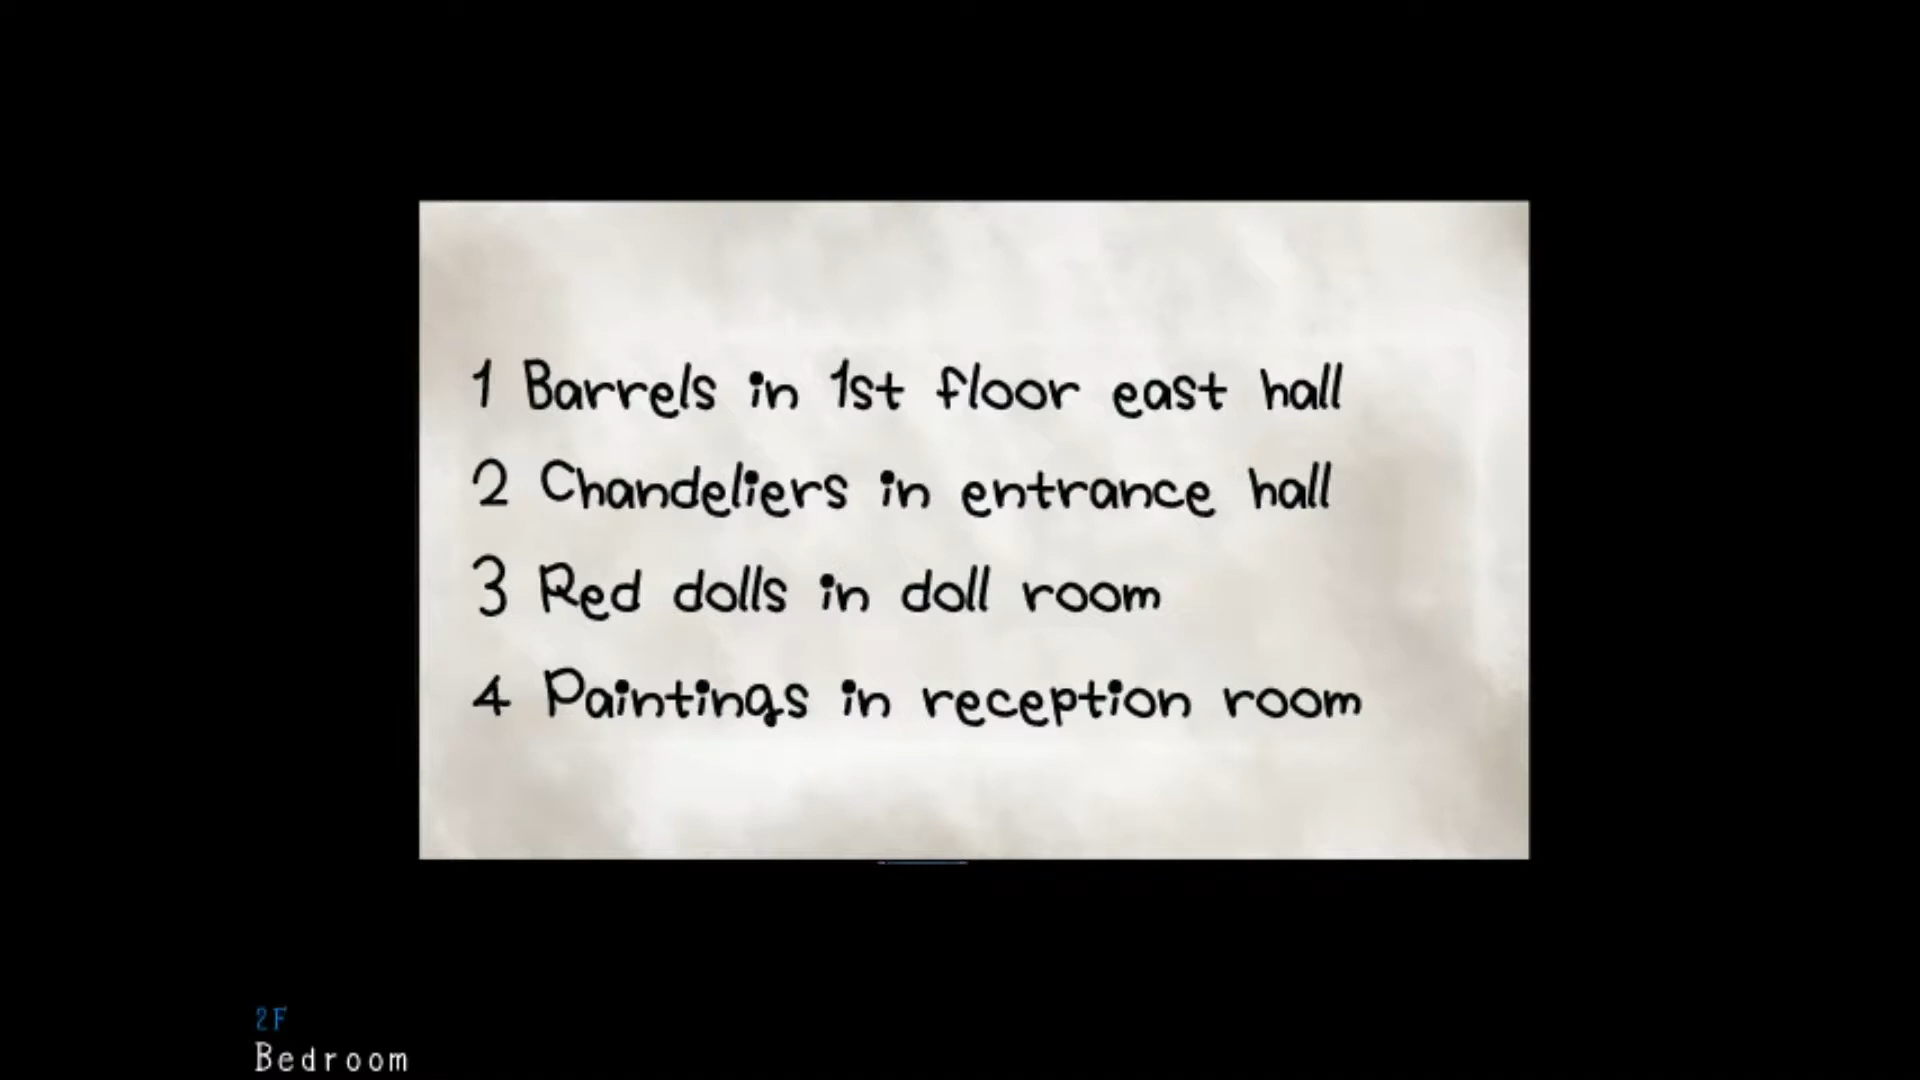 1 Barrels in 1st floor east hall
2 Chandeliers in entrance hall
3 Red dolls in doll room
4 Paintings in reception room
2F
Bedroom